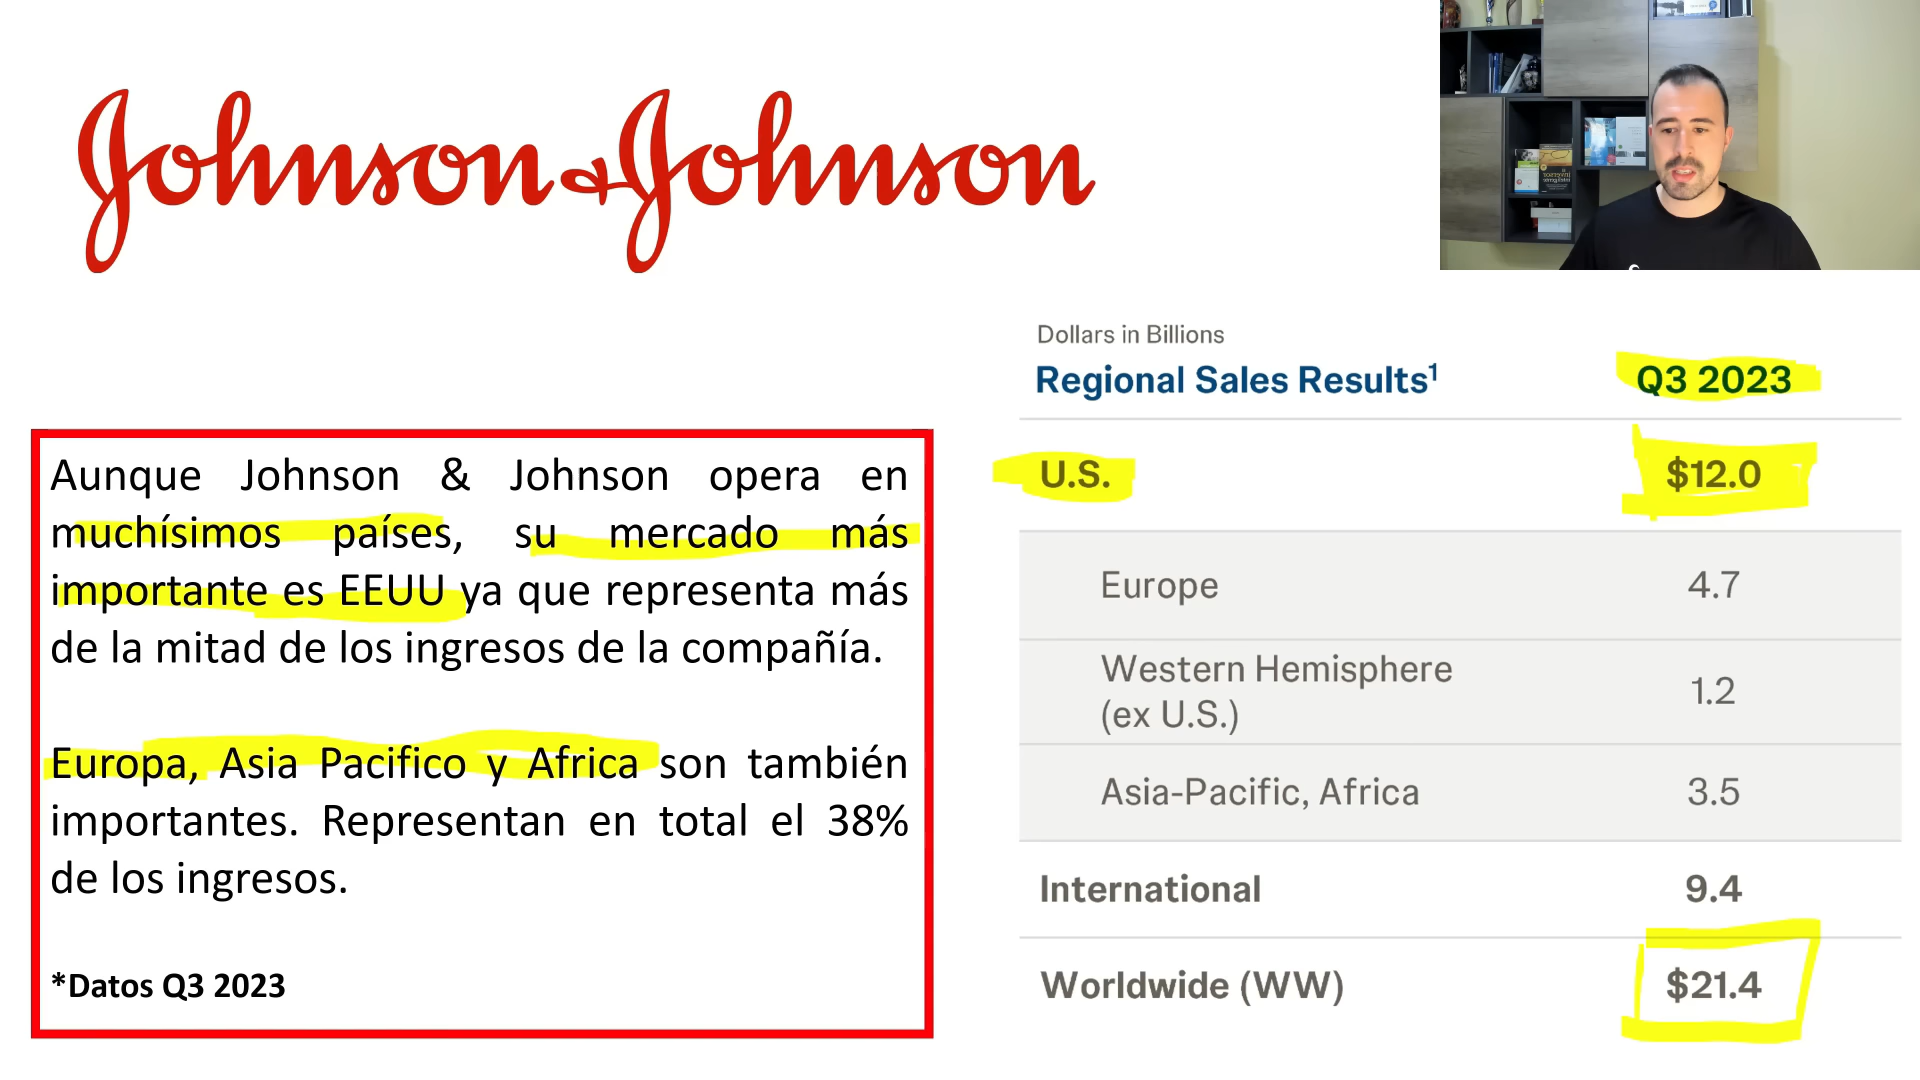 Johnson & Johnson
Aunque Johnson & Johnson opera en
muchísimos países, su mercado más
importante es EEUU ya que representa más
de la mitad de los ingresos de la compañía.
Europa, Asia Pacifico y Africa son también
importantes. Representan en total el 38%
de los ingresos.
*Datos Q3 2023
Dollars in Billions
Regional Sales Results¹ Q3 2023
U.S. $12.0
Europe 4.7
Western Hemisphere
(ex U.S.) 1.2
Asia-Pacific, Africa 3.5
International 9.4
Worldwide (WW) $21.4